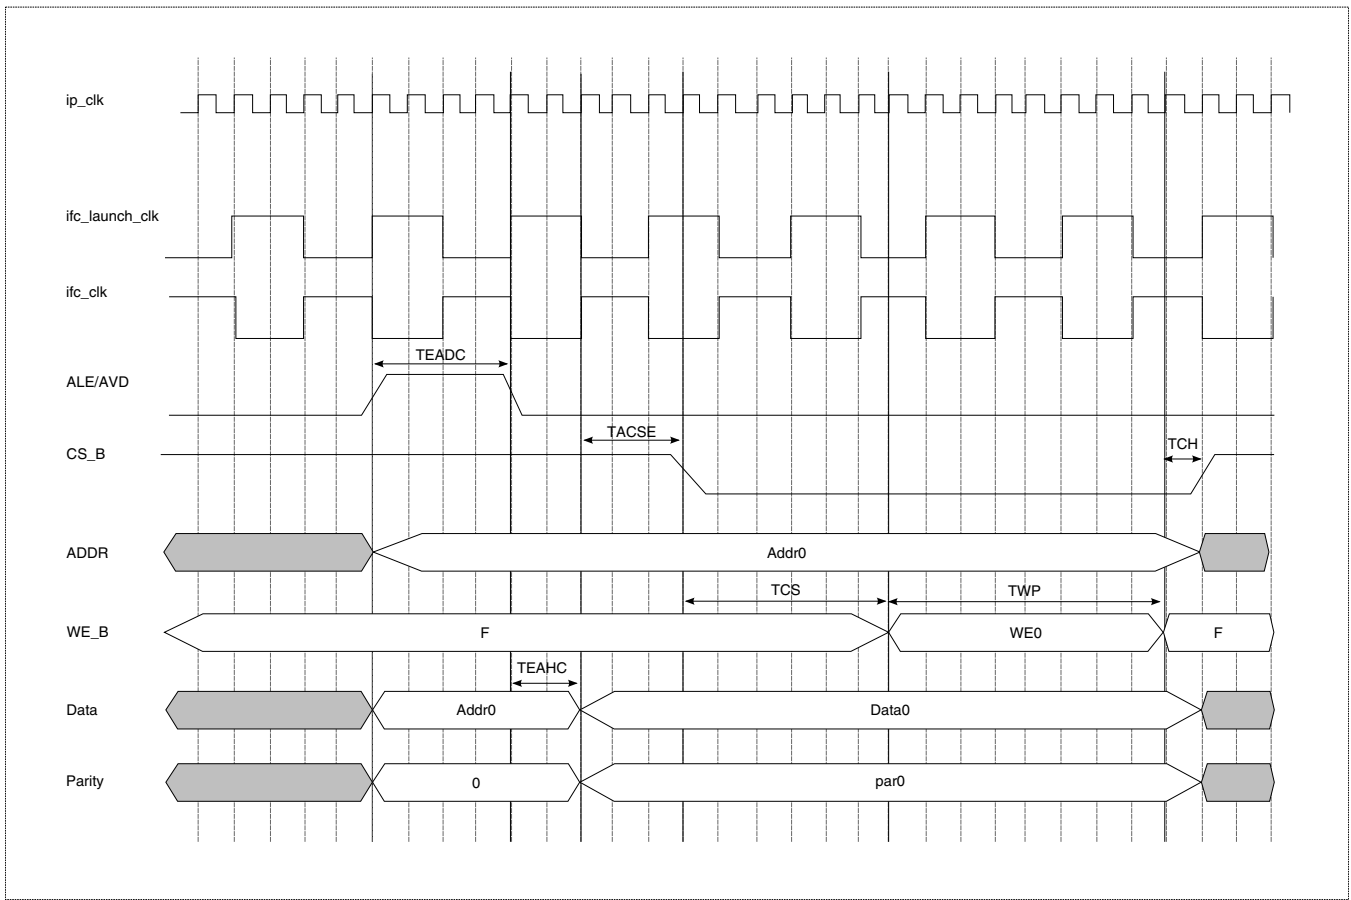 ip_clk
ifc_launch_clk
ifc_clk
TEADC
ALE/AVD
TACSE
TCH
CS_B
ADDR
Addr0
TCS
TWP
WE_B
F
WE0
F
TEAHC
Data
Addr0
Data0
Parity
0
par0